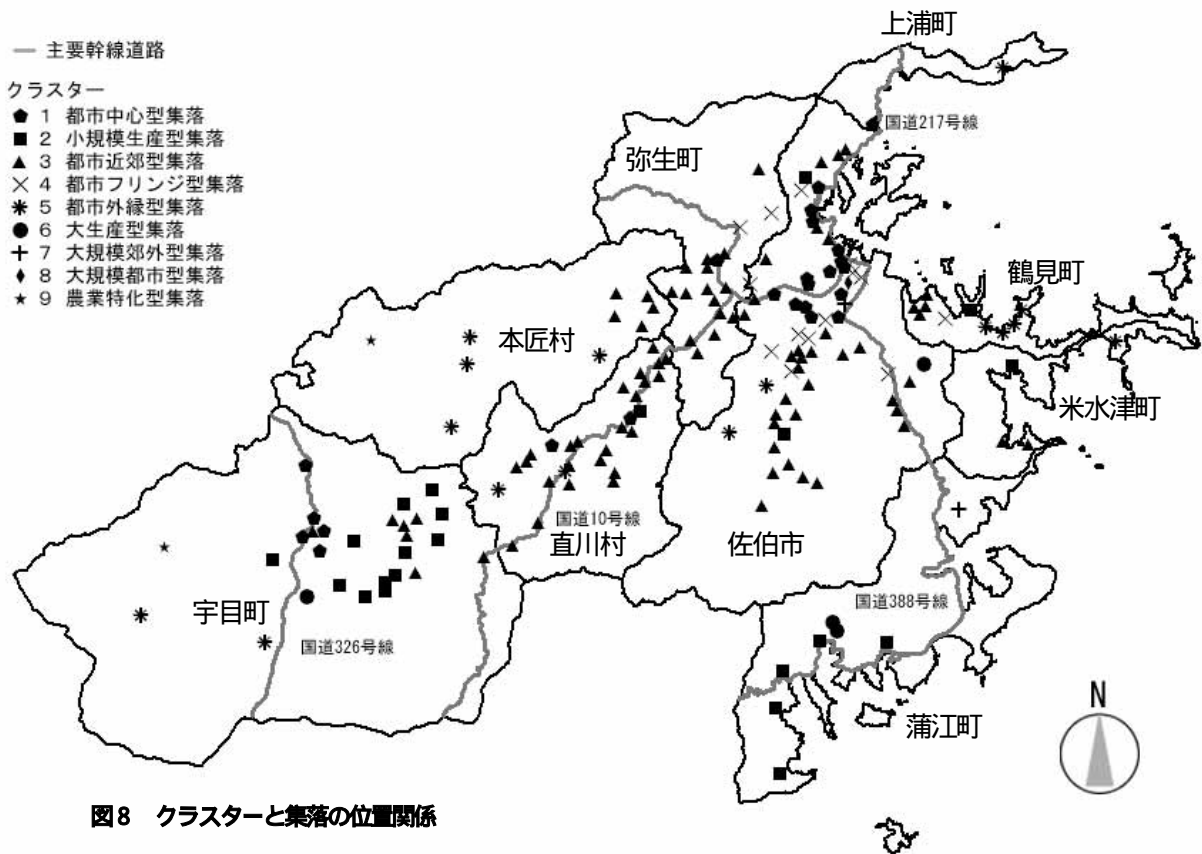 主要幹線道路
クラスター
1 都市中心型集落
2 小規模生産型集落
3 都市近郊型集落
4 都市フリンジ型集落
5 都市外縁型集落
6 大生産型集落
7 大規模郊外型集落
8 大規模都市型集落
9 農業特化型集落
上浦町
国道217号線
弥生町
鶴見町
本匠村
米水津町
国道10号線
直川村
佐伯市
宇目町
国道326号線
国道388号線
蒲江町
N
図8 クラスターと集落の位置関係